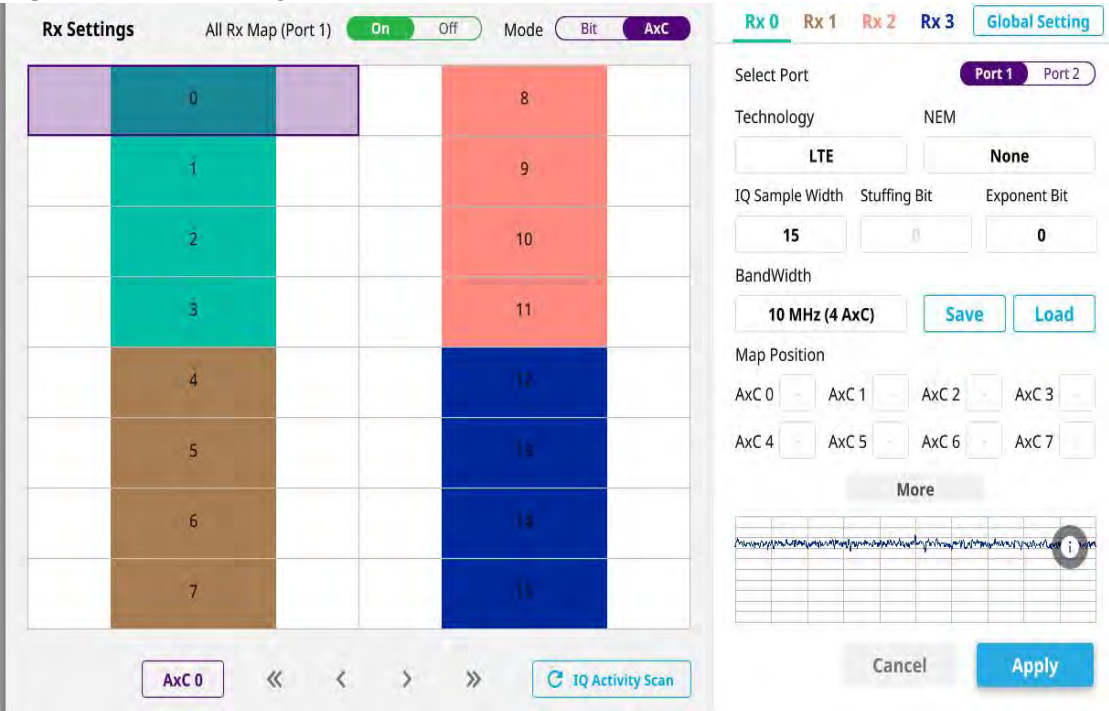 Rx Settings All Rx Map (Port 1) On Off Mode Bit AxC
0 8
1 9
2 10
3 11
4 12
5 13
6 14
7 15
AxC 0 « < > » IQ Activity Scan
Rx 0 Rx 1 Rx 2 Rx 3 Global Setting
Select Port Port 1 Port 2
Technology NEM
LTE None
IQ Sample Width Stuffing Bit Exponent Bit
15 0 0
BandWidth
10 MHz (4 AxC) Save Load
Map Position
AxC 0 - AxC 1 - AxC 2 - AxC 3 -
AxC 4 - AxC 5 - AxC 6 - AxC 7 -
More
i
Cancel Apply